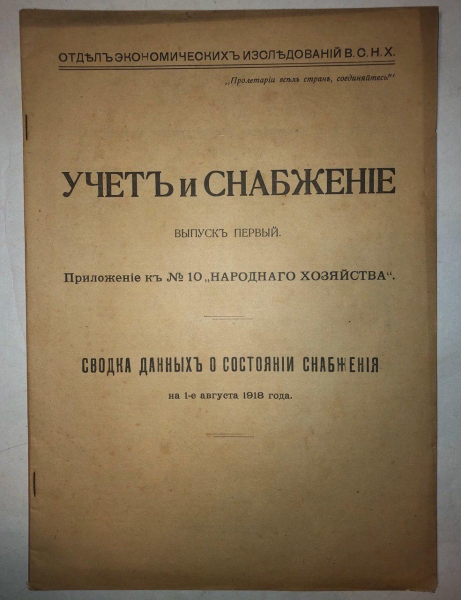 ОТДѢЛЪ ЭКОНОМИЧЕСКИХЪ ИЗСЛѢДОВАНІЙ В. С. Н. Х.
„Пролетаріи всѣхъ странъ, соединяйтесь!“
УЧЕТЪ и СНАБЖЕНІЕ
ВЫПУСКЪ ПЕРВЫЙ.
Приложеніе къ № 10 „НАРОДНАГО ХОЗЯЙСТВА“.
СВОДКА ДАННЫХЪ О СОСТОЯНІИ СНАБЖЕНІЯ
на 1-е августа 1918 года.